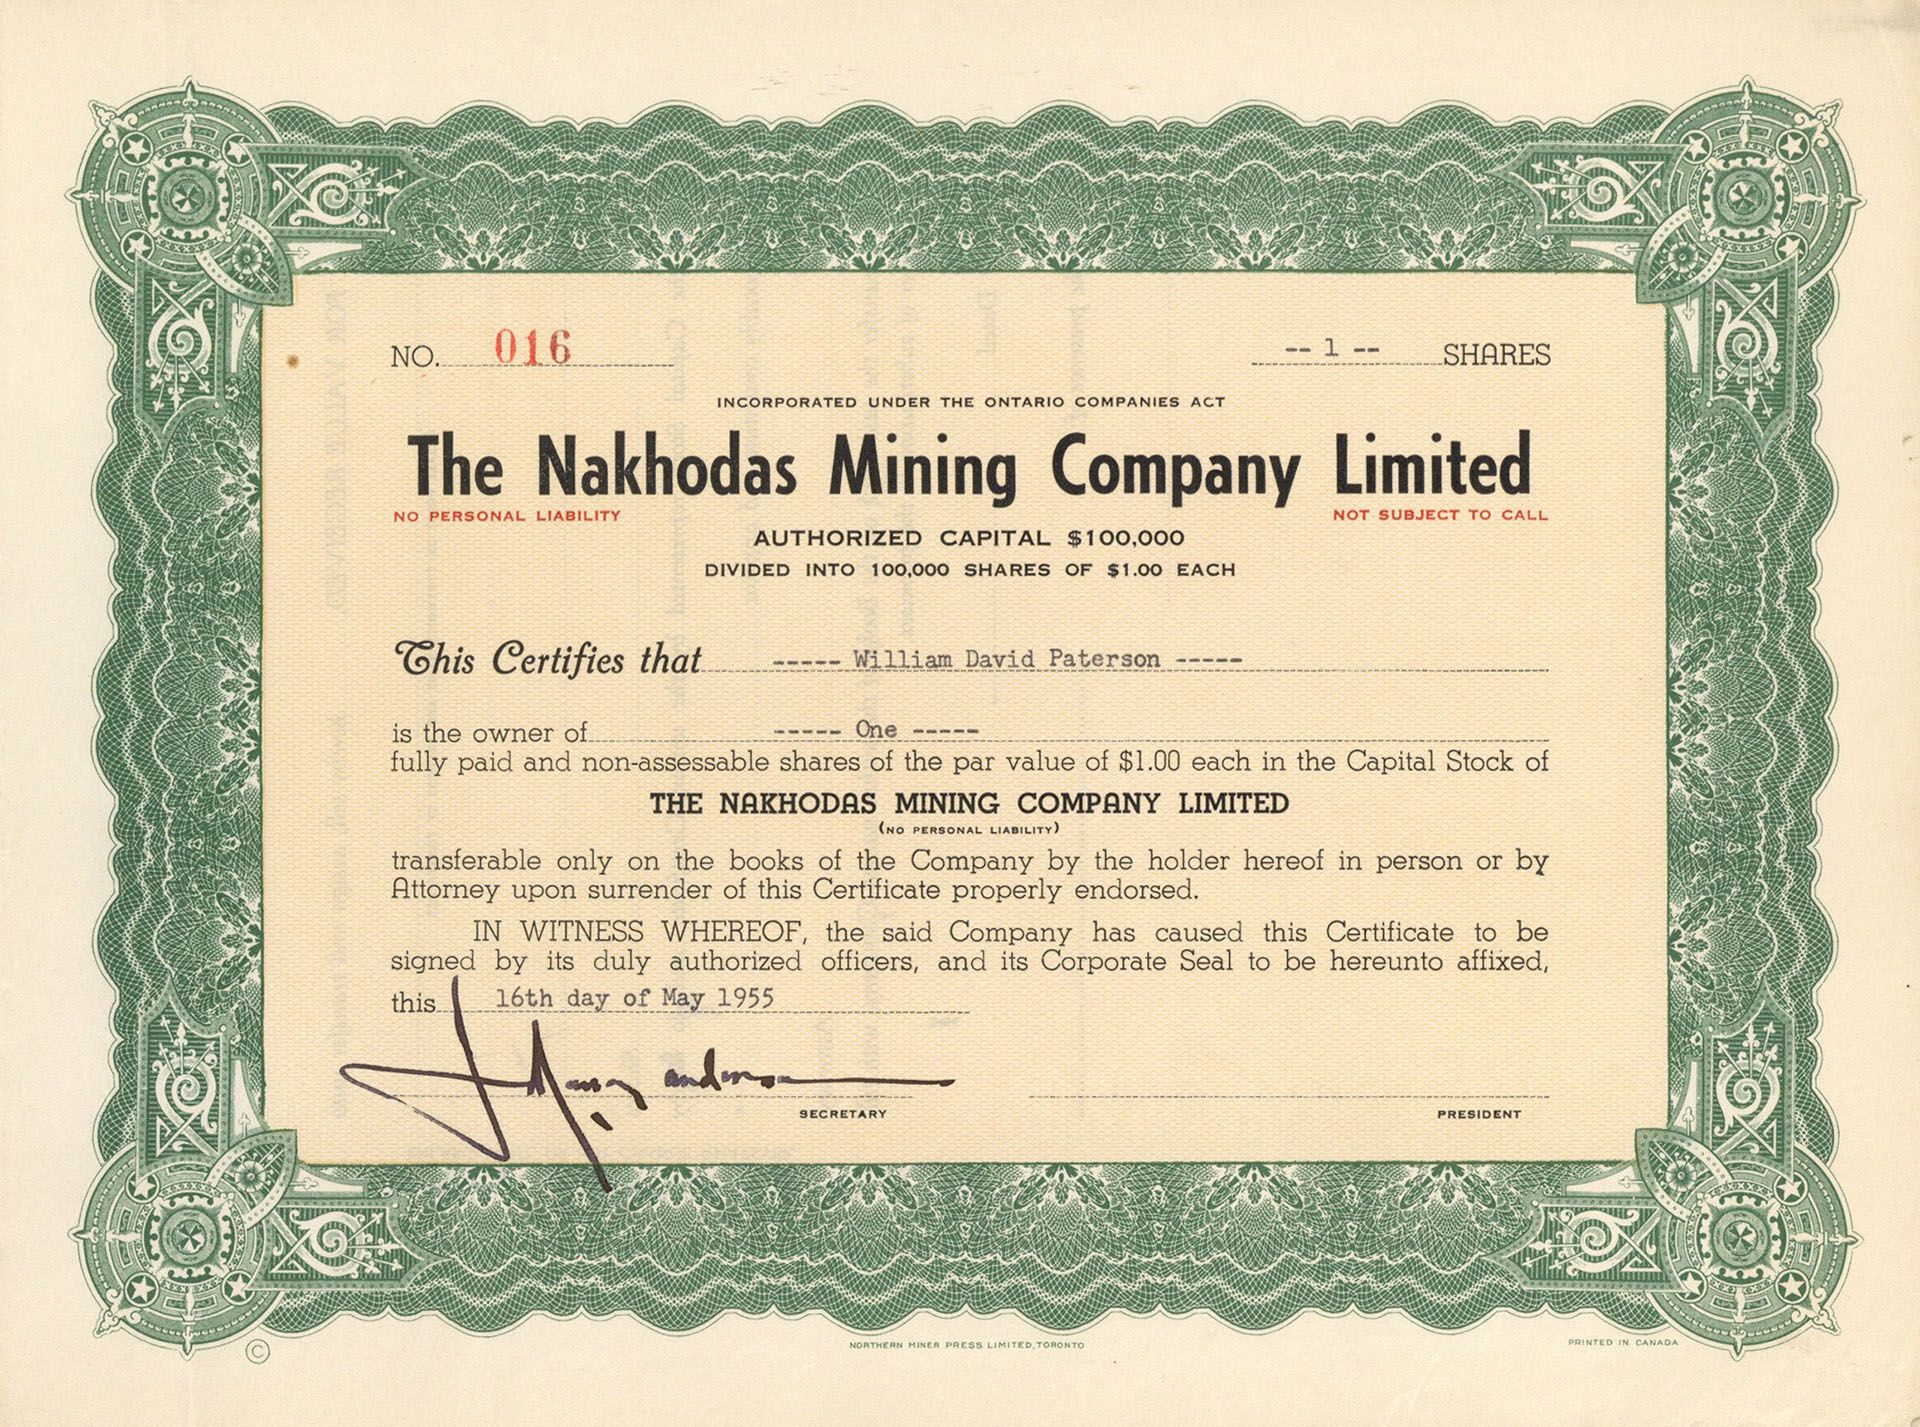 NO. 016 -- 1 -- SHARES
INCORPORATED UNDER THE ONTARIO COMPANIES ACT
The Nakhodas Mining Company Limited
NO PERSONAL LIABILITY NOT SUBJECT TO CALL
AUTHORIZED CAPITAL $100,000
DIVIDED INTO 100,000 SHARES OF $1.00 EACH
This Certifies that ----- William David Paterson -----
is the owner of ----- One -----
fully paid and non-assessable shares of the par value of $1.00 each in the Capital Stock of
THE NAKHODAS MINING COMPANY LIMITED
(NO PERSONAL LIABILITY)
transferable only on the books of the Company by the holder hereof in person or by
Attorney upon surrender of this Certificate properly endorsed.
IN WITNESS WHEREOF, the said Company has caused this Certificate to be
signed by its duly authorized officers, and its Corporate Seal to be hereunto affixed,
this 16th day of May 1955
SECRETARY PRESIDENT
© NORTHERN MINER PRESS LIMITED, TORONTO PRINTED IN CANADA